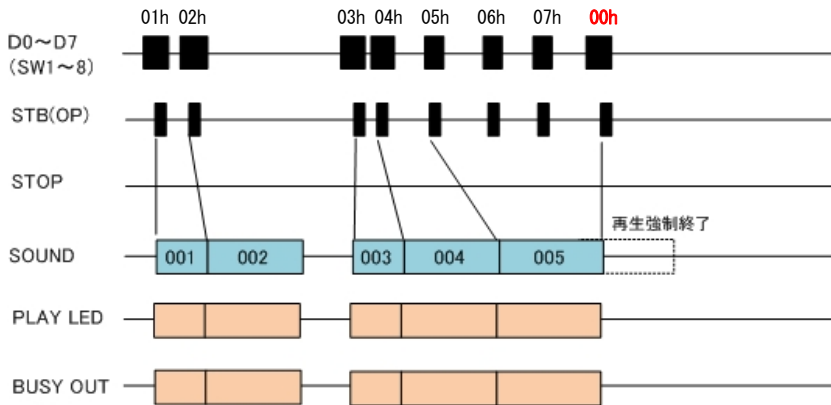 01h 02h 03h 04h 05h 06h 07h 00h
D0～D7
(SW1～8)
STB(OP)
STOP
再生強制終了
SOUND 001 002 003 004 005
PLAY LED
BUSY OUT